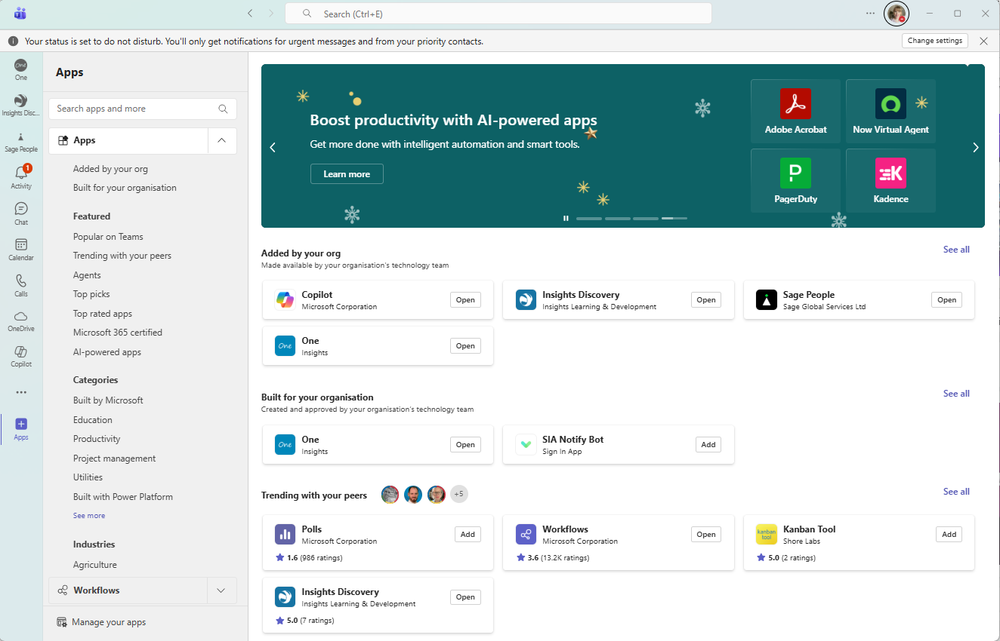 Search (Ctrl+E)
Your status is set to do not disturb. You'll only get notifications for urgent messages and from your priority contacts.
Change settings
One
One
Insights Disc...
Sage People
1
Activity
Chat
Calendar
Calls
OneDrive
Copilot
Apps
Apps
Search apps and more
Apps
Added by your org
Built for your organisation
Featured
Popular on Teams
Trending with your peers
Agents
Top picks
Top rated apps
Microsoft 365 certified
AI-powered apps
Categories
Built by Microsoft
Education
Productivity
Project management
Utilities
Built with Power Platform
See more
Industries
Agriculture
Workflows
Manage your apps
Boost productivity with AI-powered apps
Get more done with intelligent automation and smart tools.
Learn more
Adobe Acrobat
Now Virtual Agent
P
PagerDuty
K
Kadence
Added by your org
See all
Made available by your organisation's technology team
Copilot
Microsoft Corporation
Open
Insights Discovery
Insights Learning & Development
Open
Sage People
Sage Global Services Ltd
Open
One
One
Insights
Open
Built for your organisation
See all
Created and approved by your organisation's technology team
One
One
Insights
Open
SIA Notify Bot
Sign In App
Add
Trending with your peers
+5
See all
Polls
Microsoft Corporation
Add
1.6 (986 ratings)
Workflows
Microsoft Corporation
Open
3.6 (13.2K ratings)
kanban
tool
Kanban Tool
Shore Labs
Add
5.0 (2 ratings)
Insights Discovery
Insights Learning & Development
Open
5.0 (7 ratings)